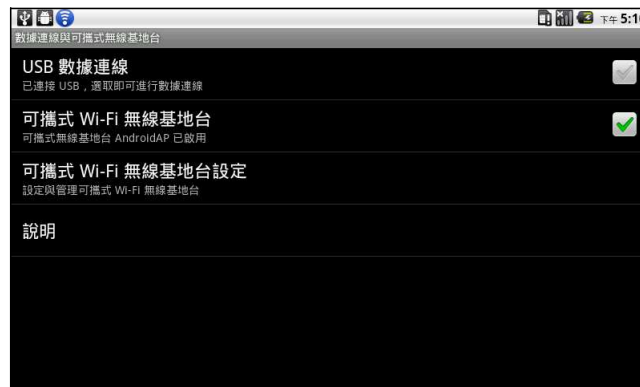 下午 5:10
數據連線與可攜式無線基地台
USB 數據連線
已連接 USB，選取即可進行數據連線
可攜式 Wi-Fi 無線基地台
可攜式無線基地台 AndroidAP 已啟用
可攜式 Wi-Fi 無線基地台設定
設定與管理可攜式 Wi-Fi 無線基地台
說明